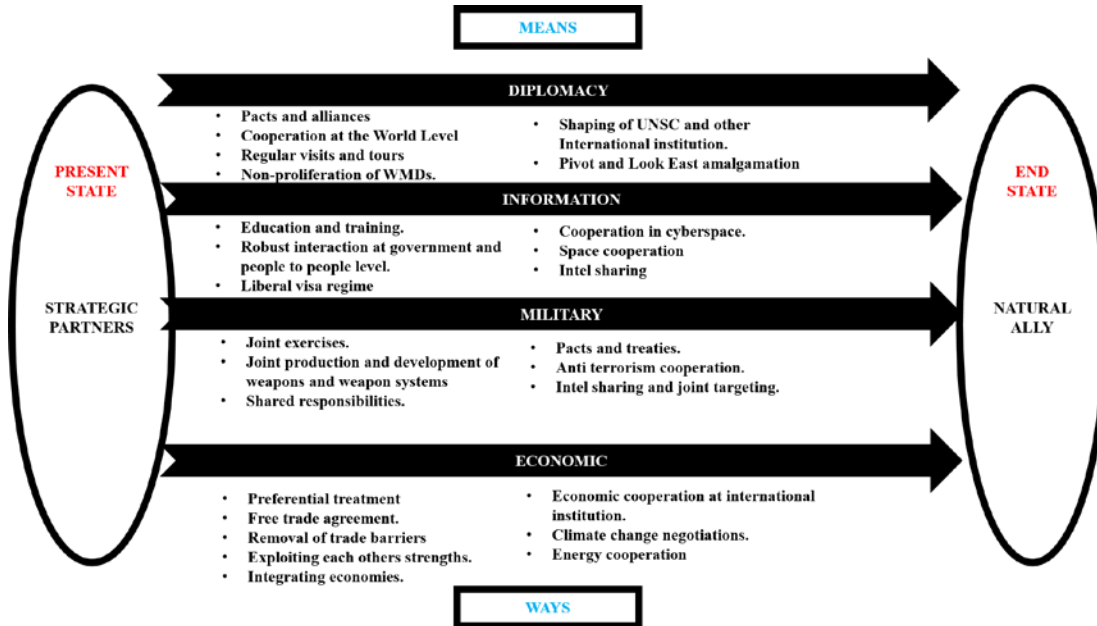 MEANS
DIPLOMACY
• Pacts and alliances
• Cooperation at the World Level
• Regular visits and tours
• Non-proliferation of WMDs.
• Shaping of UNSC and other
International institution.
• Pivot and Look East amalgamation
PRESENT
STATE
END
STATE
INFORMATION
• Education and training.
• Robust interaction at government and
people to people level.
• Liberal visa regime
• Cooperation in cyberspace.
• Space cooperation
• Intel sharing
STRATEGIC
PARTNERS
NATURAL
ALLY
MILITARY
• Joint exercises.
• Joint production and development of
weapons and weapon systems
• Shared responsibilities.
• Pacts and treaties.
• Anti terrorism cooperation.
• Intel sharing and joint targeting.
ECONOMIC
• Preferential treatment
• Free trade agreement.
• Removal of trade barriers
• Exploiting each others strengths.
• Integrating economies.
• Economic cooperation at international
institution.
• Climate change negotiations.
• Energy cooperation
WAYS